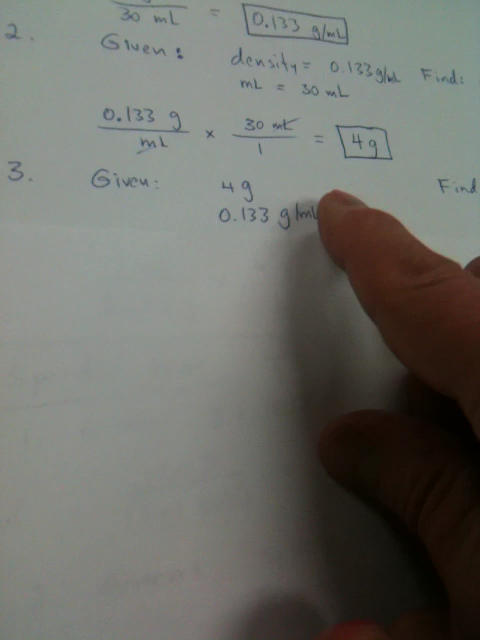 30 mL = 0.133 g/mL
2. Given: density = 0.133 g/mL Find:
mL = 30 mL
0.133 g / mL × 30 mL / 1 = 4 g
3. Given: 4 g Find
0.133 g/mL